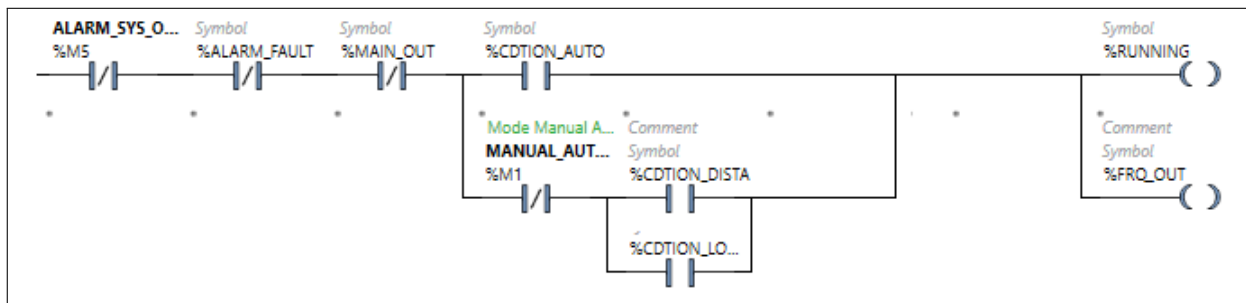 ALARM_SYS_O... Symbol Symbol Symbol Symbol
%M5 %ALARM_FAULT %MAIN_OUT %CDTION_AUTO %RUNNING
Mode Manual A... Comment Comment
MANUAL_AUT... Symbol Symbol
%M1 %CDTION_DISTA %FRQ_OUT
%CDTION_LO...